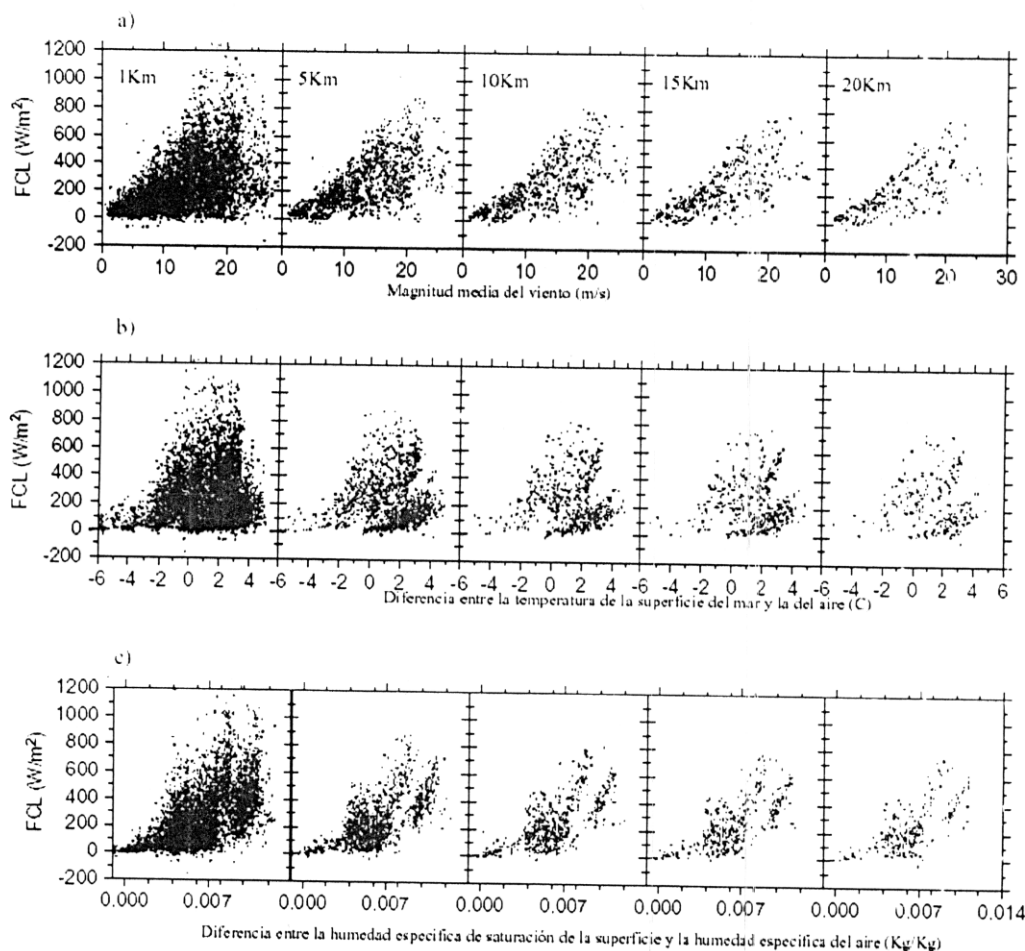 a)
1200
1000
800
600
400
200
0
-200
FCL (W/m²)
1Km 5Km 10Km 15Km 20Km
0 10 20 0 10 20 0 10 20 0 10 20 0 10 20 30
Magnitud media del viento (m/s)
b)
1200
1000
800
600
400
200
0
-200
FCL (W/m²)
-6 -4 -2 0 2 4 -6 -4 -2 0 2 4 -6 -4 -2 0 2 4 -6 -4 -2 0 2 4 -6 -4 -2 0 2 4 6
Diferencia entre la temperatura de la superficie del mar y la del aire (C)
c)
1200
1000
800
600
400
200
0
-200
FCL (W/m²)
0.000 0.007 0.000 0.007 0.000 0.007 0.000 0.007 0.000 0.007 0.014
Diferencia entre la humedad especifica de saturación de la superficie y la humedad especifica del aire (Kg/Kg)